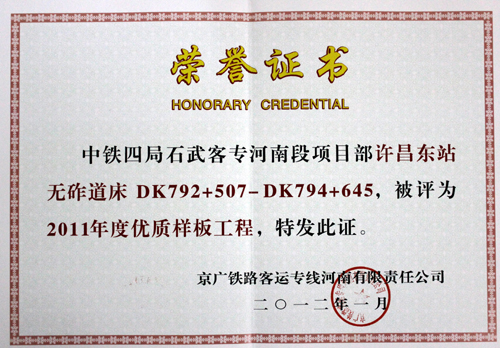 荣誉证书
HONORARY CREDENTIAL
中铁四局石武客专河南段项目部许昌东站
无砟道床 DK792+507-DK794+645，被评为
2011年度优质样板工程，特发此证。
京广铁路客运专线河南有限责任公司
二〇一二年一月